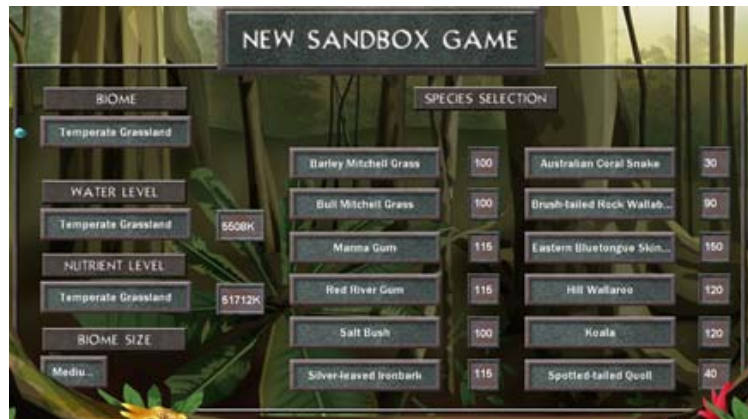 NEW SANDBOX GAME
BIOME
Temperate Grassland
WATER LEVEL
Temperate Grassland 5508K
NUTRIENT LEVEL
Temperate Grassland 51712K
BIOME SIZE
Mediu...
SPECIES SELECTION
Barley Mitchell Grass 100
Bull Mitchell Grass 100
Manna Gum 115
Red River Gum 115
Salt Bush 100
Silver-leaved Ironbark 115
Australian Coral Snake 30
Brush-tailed Rock Wallab... 90
Eastern Bluetongue Skin... 150
Hill Wallaroo 120
Koala 120
Spotted-tailed Quoll 40